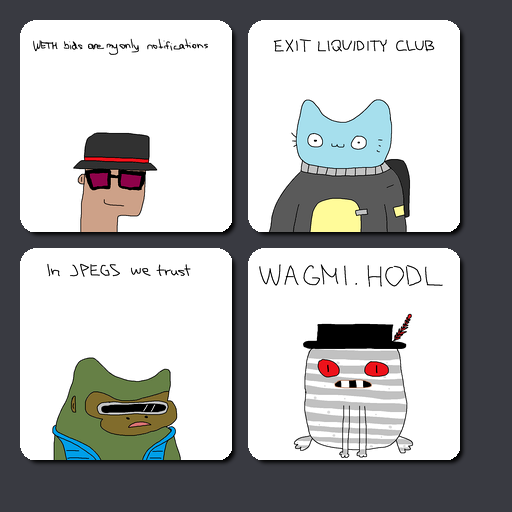 WETH bids are my only notifications
EXIT LIQUIDITY CLUB
In JPEGS we trust
WAGMI. HODL